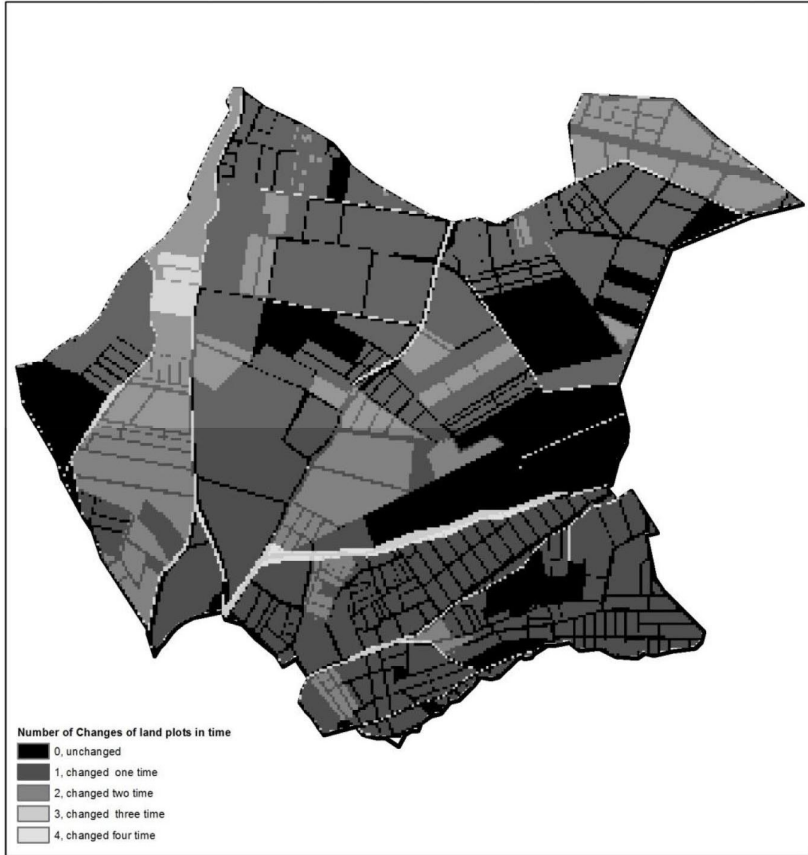 Number of Changes of land plots in time
0, unchanged
1, changed one time
2, changed two time
3, changed three time
4, changed four time